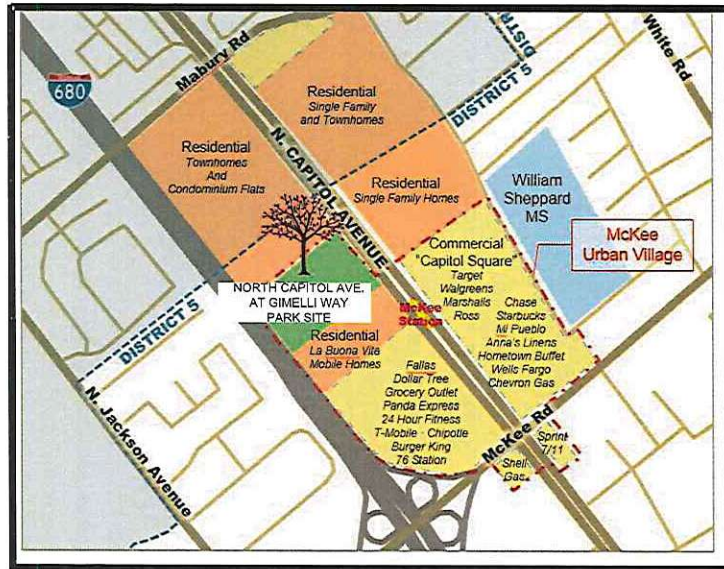 680
Mabury Rd
DISTRICT 5
White Rd
Residential
Single Family
and Townhomes
DISTRICT 5
Residential
Townhomes
And
Condominium Flats
N. CAPITOL AVENUE
Residential
Single Family Homes
William
Sheppard
MS
McKee
Urban Village
Commercial
"Capitol Square"
Target
Walgreens
Marshalls
Ross
Chase
Starbucks
Mi Pueblo
Anna's Linens
Hometown Buffet
Wells Fargo
Chevron Gas
NORTH CAPITOL AVE.
AT GIMELLI WAY
PARK SITE
McKee
Station
DISTRICT 5
Residential
La Buona Vita
Mobile Homes
Fallas
Dollar Tree
Grocery Outlet
Panda Express
24 Hour Fitness
T-Mobile - Chipotle
Burger King
76 Station
McKee Rd
Sprint
7/11
Shell
Gas
N. Jackson Avenue